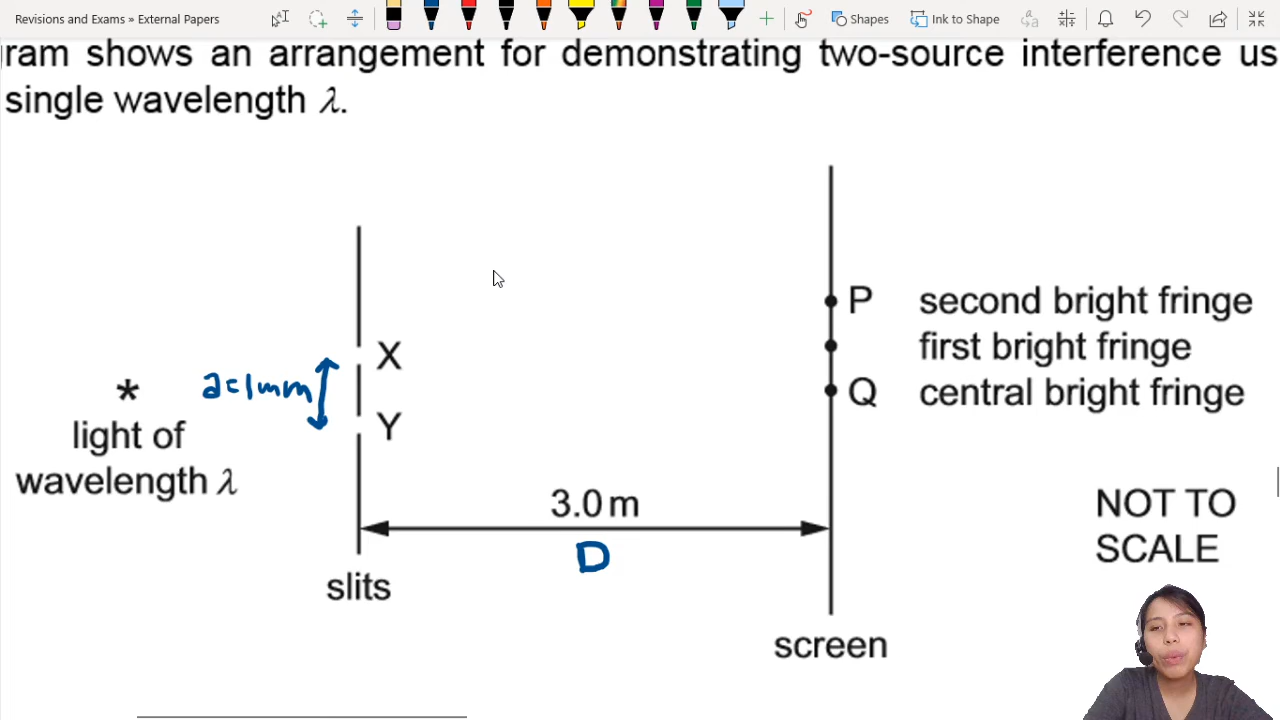 Revisions and Exams » External Papers
Shapes
Ink to Shape
ram shows an arrangement for demonstrating two-source interference us
single wavelength λ.
X
P second bright fringe
first bright fringe
a=1mm
*
Q central bright fringe
Y
light of
wavelength λ
3.0 m
D
NOT TO
SCALE
slits
screen